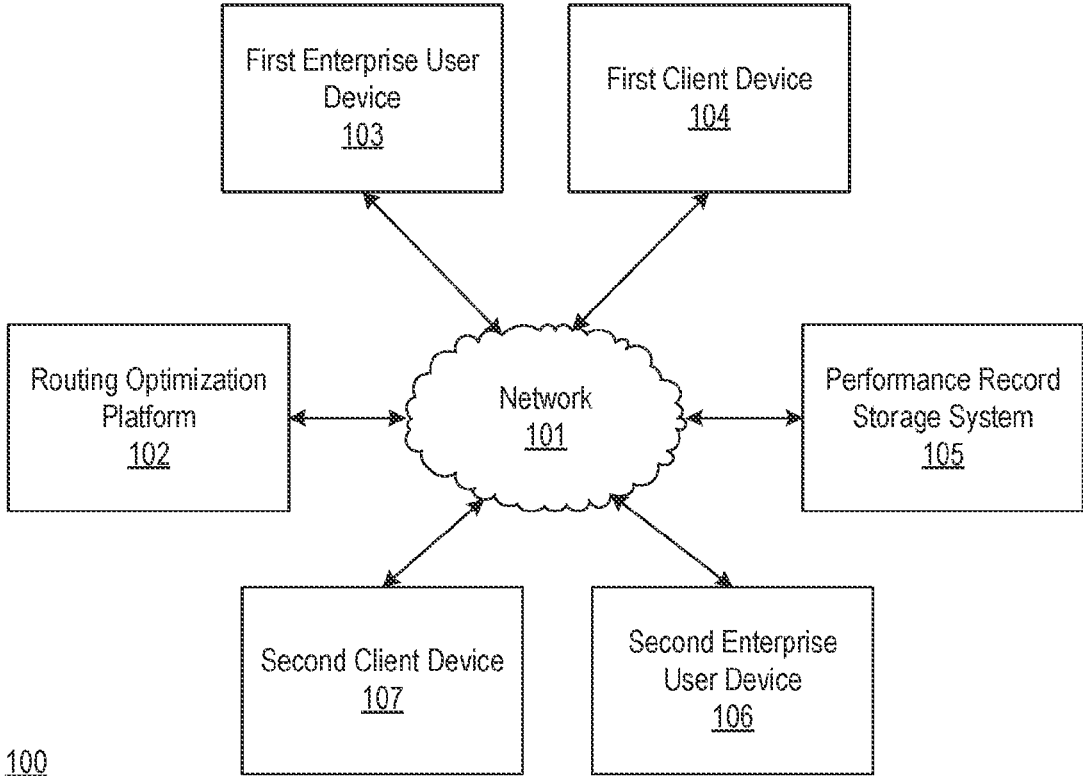 First Enterprise User
Device
103
First Client Device
104
Routing Optimization
Platform
102
Network
101
Performance Record
Storage System
105
Second Client Device
107
Second Enterprise
User Device
106
100